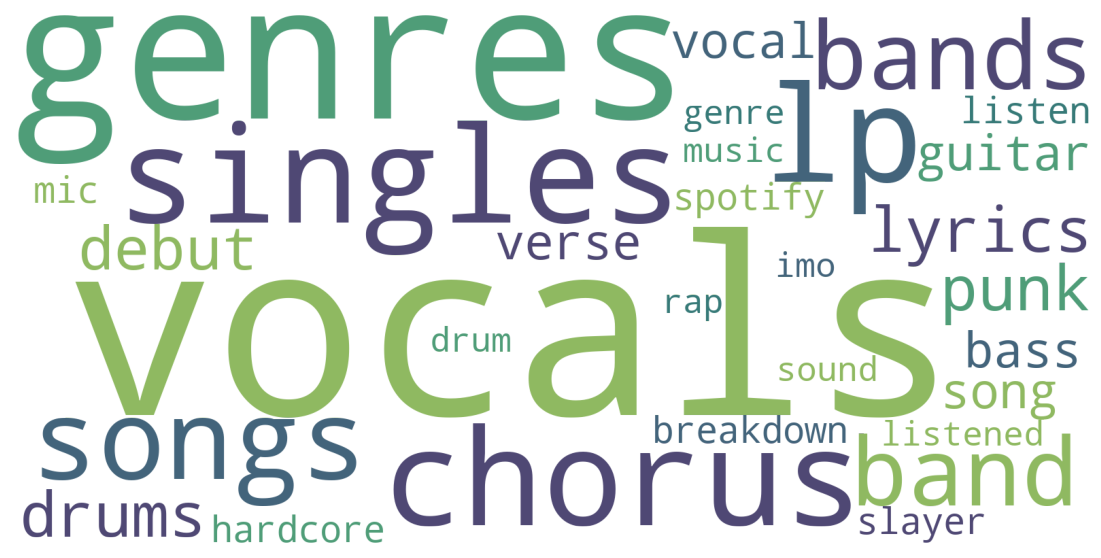 genres
vocal
bands
genre
lp
listen
singles
music
guitar
mic
spotify
lyrics
debut
verse
imo
vocals
rap
punk
drum
bass
sound
song
songs
chorus
breakdown
listened
band
drums
hardcore
slayer